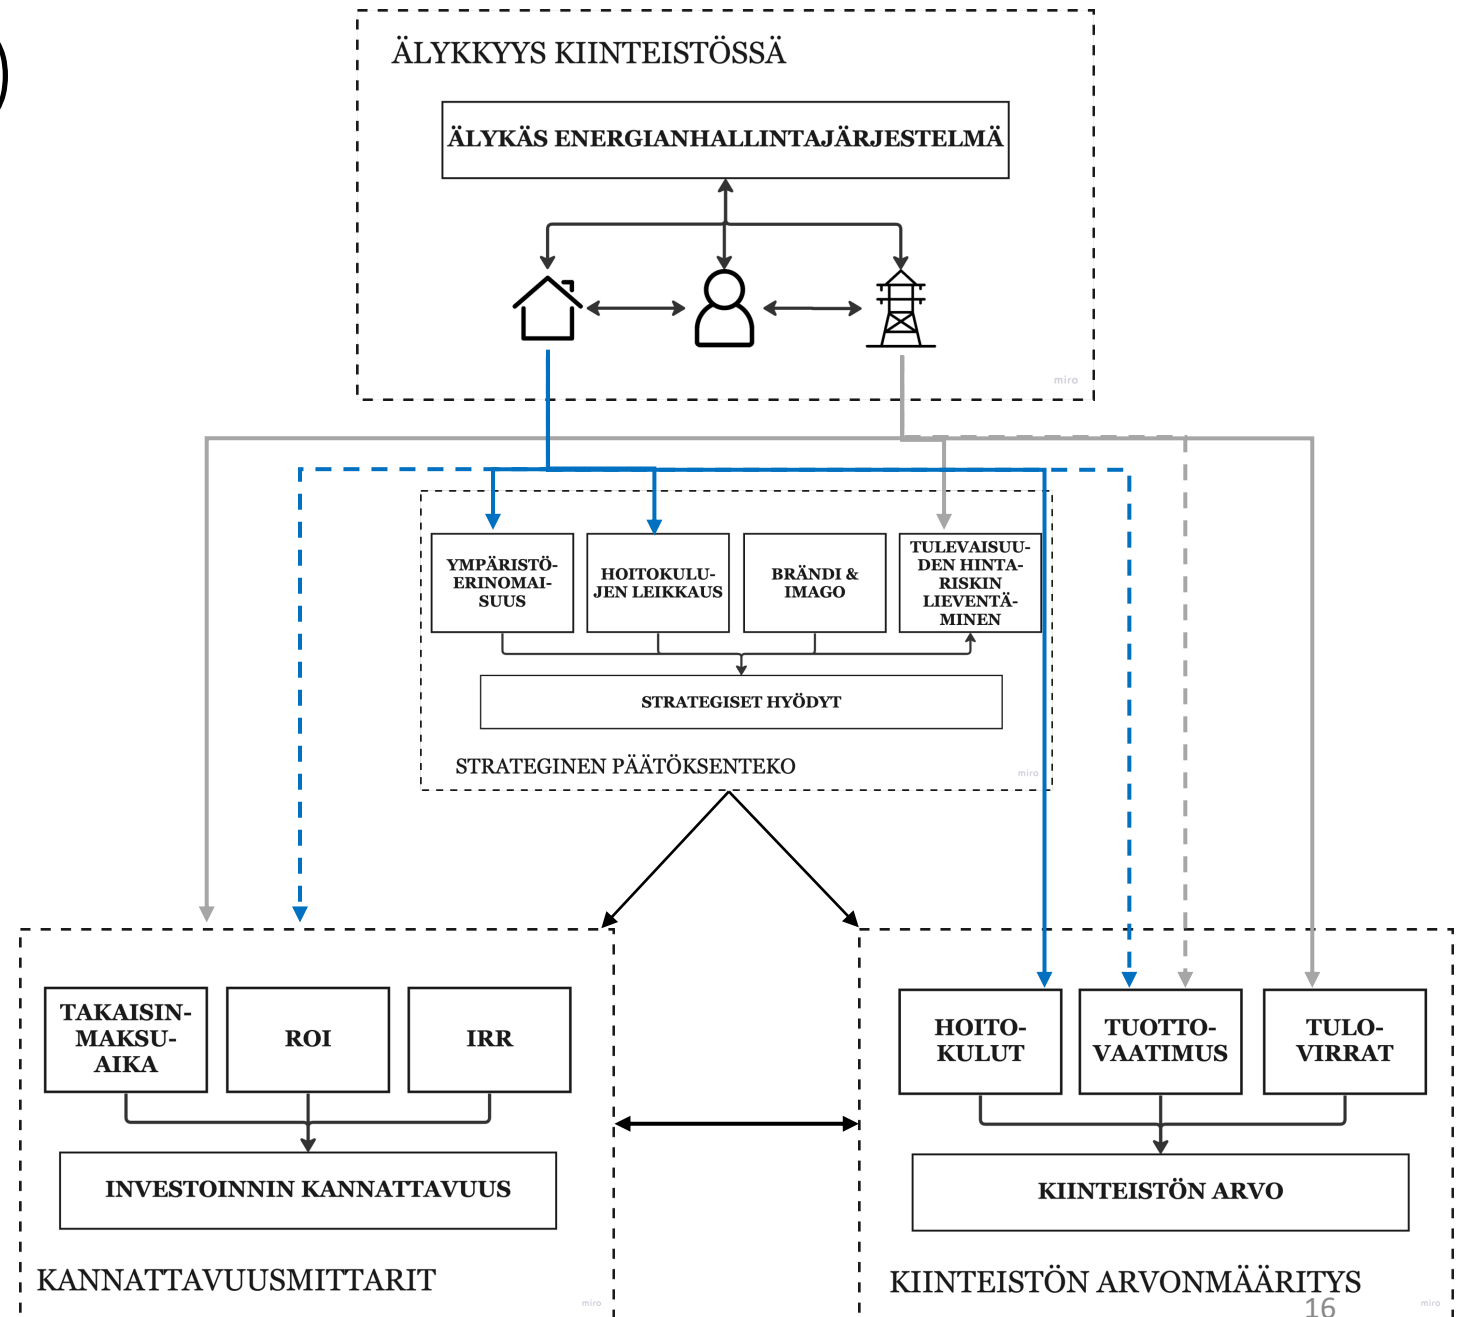 )
ÄLYKKYYS KIINTEISTÖSSÄ
ÄLYKÄS ENERGIANHALLINTAJÄRJESTELMÄ
miro
YMPÄRISTÖ-
ERINOMAI-
SUUS
HOITOKULU-
JEN LEIKKAUS
BRÄNDI &
IMAGO
TULEVAISUU-
DEN HINTA-
RISKIN
LIEVENTÄ-
MINEN
STRATEGISET HYÖDYT
STRATEGINEN PÄÄTÖKSENTEKO
miro
TAKAISIN-
MAKSU-
AIKA
ROI
IRR
INVESTOINNIN KANNATTAVUUS
KANNATTAVUUSMITTARIT
miro
HOITO-
KULUT
TUOTTO-
VAATIMUS
TULO-
VIRRAT
KIINTEISTÖN ARVO
KIINTEISTÖN ARVONMÄÄRITYS
16
miro